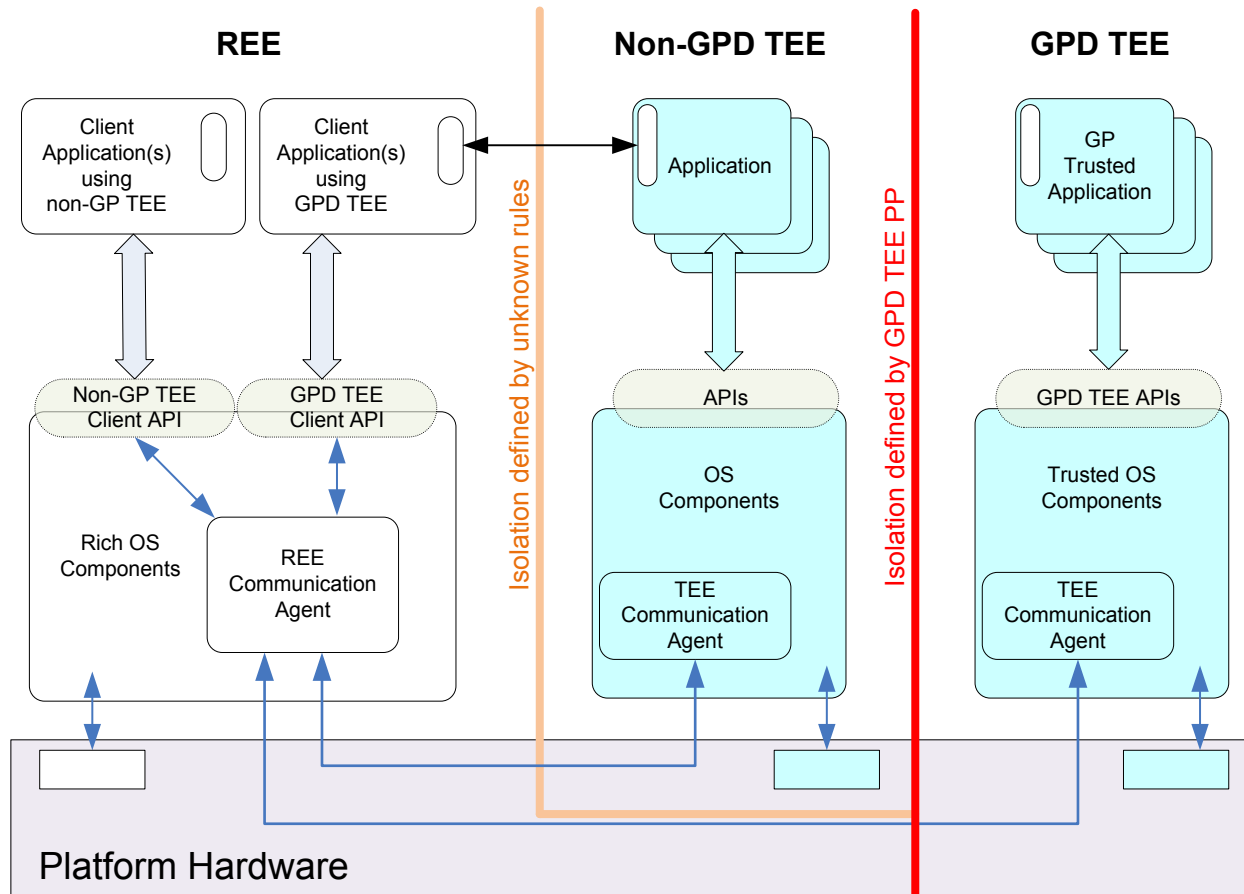 REE
Non-GPD TEE
GPD TEE
Client
Application(s)
using
non-GP TEE
Client
Application(s)
using
GPD TEE
Application
GP
Trusted
Application
Isolation defined by unknown rules
Isolation defined by GPD TEE PP
Non-GP TEE
Client API
GPD TEE
Client API
APIs
GPD TEE APIs
Rich OS
Components
REE
Communication
Agent
OS
Components
TEE
Communication
Agent
Trusted OS
Components
TEE
Communication
Agent
Platform Hardware